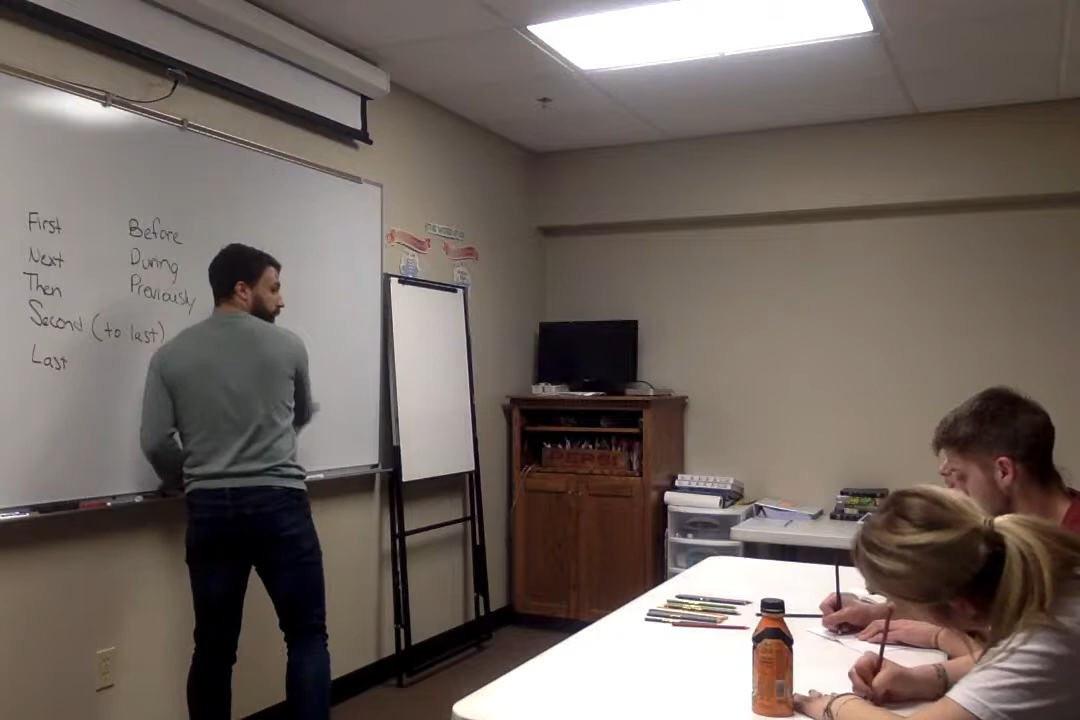 First
Next
Then
Second (to last)
Last
Before
During
Previously